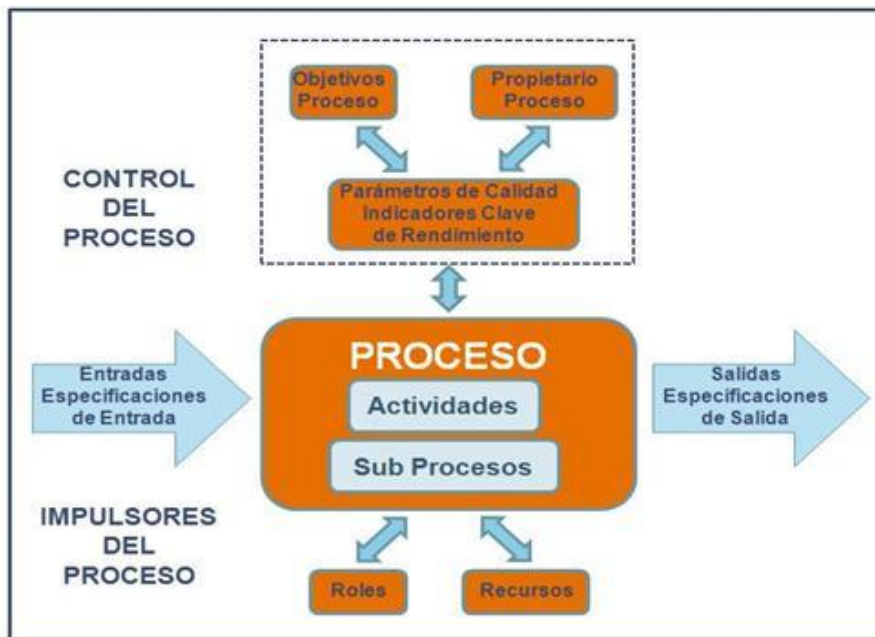 Objetivos
Proceso
Propietario
Proceso
CONTROL
DEL
PROCESO
Parámetros de Calidad
Indicadores Clave
de Rendimiento
Entradas
Especificaciones
de Entrada
PROCESO
Actividades
Sub Procesos
Salidas
Especificaciones
de Salida
IMPULSORES
DEL
PROCESO
Roles
Recursos